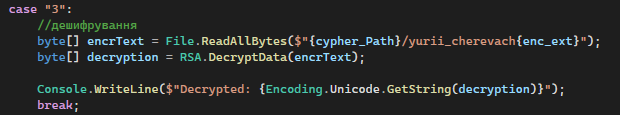 case "3":
//дешифрування
byte[] encrText = File.ReadAllBytes($"{cypher_Path}/yurii_cherevach{enc_ext}");
byte[] decryption = RSA.DecryptData(encrText);
Console.WriteLine($"Decrypted: {Encoding.Unicode.GetString(decryption)}");
break;